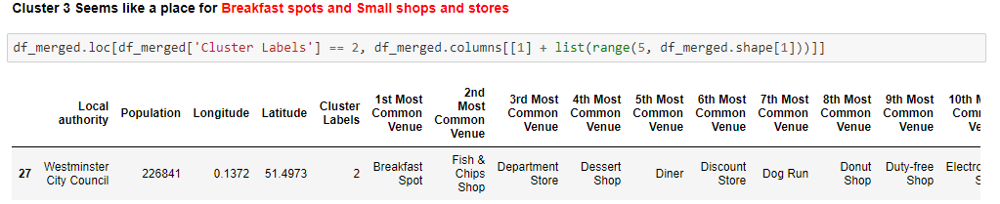 Cluster 3 Seems like a place for Breakfast spots and Small shops and stores
df_merged.loc[df_merged['Cluster Labels'] == 2, df_merged.columns[[1] + list(range(5, df_merged.shape[1]))]]
Local authority Population Longitude Latitude Cluster Labels 1st Most Common Venue 2nd Most Common Venue 3rd Most Common Venue 4th Most Common Venue 5th Most Common Venue 6th Most Common Venue 7th Most Common Venue 8th Most Common Venue 9th Most Common Venue 10th
27 Westminster City Council 226841 0.1372 51.4973 2 Breakfast Spot Fish & Chips Shop Department Store Dessert Shop Diner Discount Store Dog Run Donut Shop Duty-free Shop